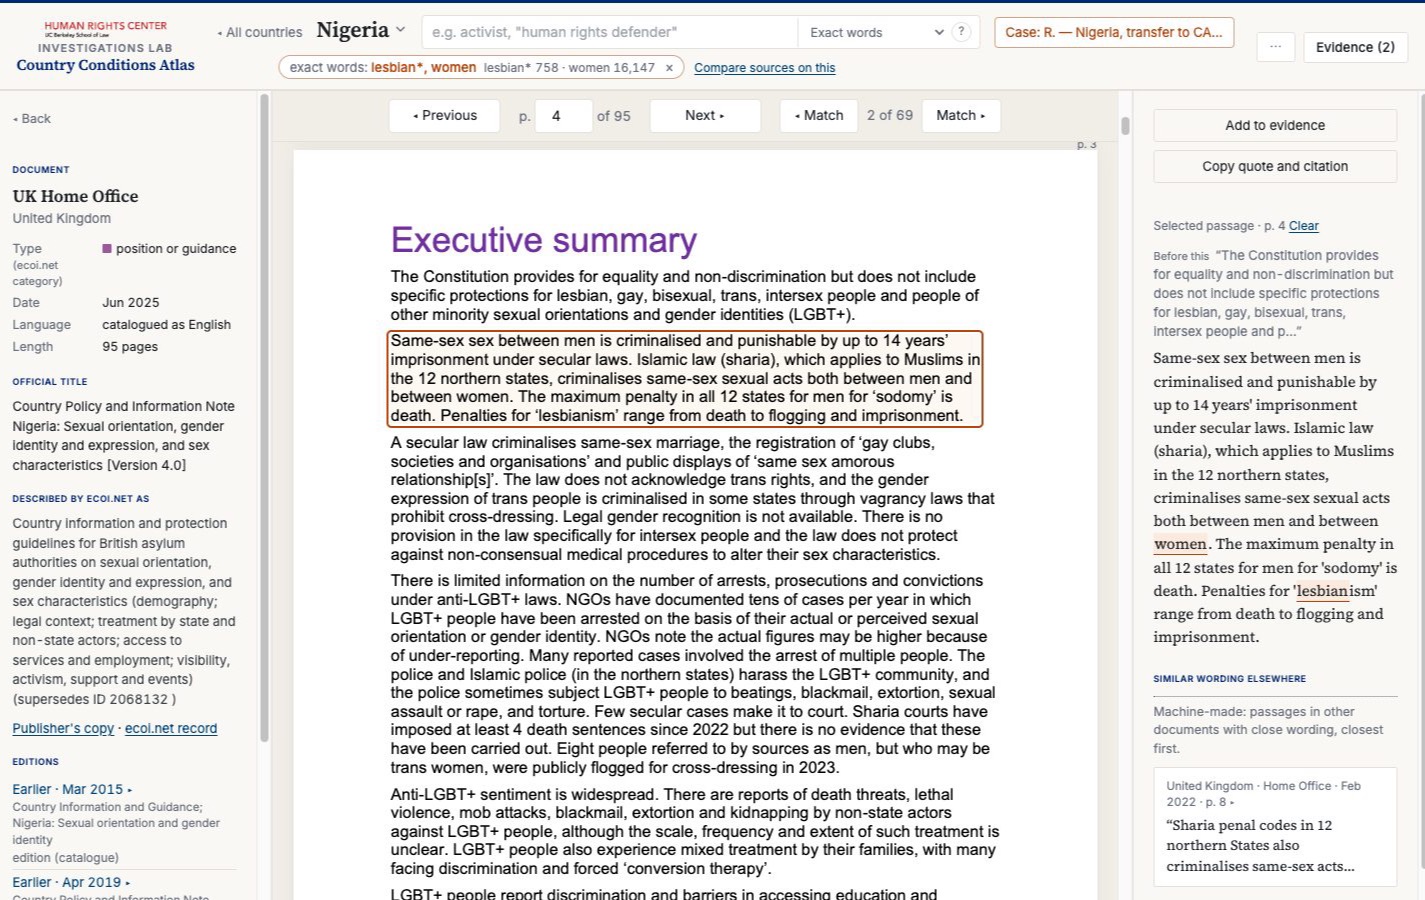 HUMAN RIGHTS CENTER
UC Berkeley School of Law
INVESTIGATIONS LAB
Country Conditions Atlas
◂ All countries
Nigeria
e.g. activist, "human rights defender"
Exact words
?
Case: R. — Nigeria, transfer to CA...
...
Evidence (2)
exact words: lesbian*, women lesbian* 758 · women 16,147 ×
Compare sources on this
◂ Back
DOCUMENT
UK Home Office
United Kingdom
Type
(ecoi.net
category)
position or guidance
Date Jun 2025
Language catalogued as English
Length 95 pages
OFFICIAL TITLE
Country Policy and Information Note
Nigeria: Sexual orientation, gender
identity and expression, and sex
characteristics [Version 4.0]
DESCRIBED BY ECOI.NET AS
Country information and protection
guidelines for British asylum
authorities on sexual orientation,
gender identity and expression, and
sex characteristics (demography;
legal context; treatment by state and
non-state actors; access to
services and employment; visibility,
activism, support and events)
(supersedes ID 2068132 )
Publisher's copy · ecoi.net record
EDITIONS
Earlier · Mar 2015 ▸
Country Information and Guidance;
Nigeria: Sexual orientation and gender
identity
edition (catalogue)
Earlier · Apr 2019 ▸
Country Policy and Information Note
◂ Previous
p. 4 of 95
Next ▸
◂ Match
2 of 69
Match ▸
p. 3
Executive summary
The Constitution provides for equality and non-discrimination but does not include
specific protections for lesbian, gay, bisexual, trans, intersex people and people of
other minority sexual orientations and gender identities (LGBT+).
Same-sex sex between men is criminalised and punishable by up to 14 years’
imprisonment under secular laws. Islamic law (sharia), which applies to Muslims in
the 12 northern states, criminalises same-sex sexual acts both between men and
between women. The maximum penalty in all 12 states for men for ‘sodomy’ is
death. Penalties for ‘lesbianism’ range from death to flogging and imprisonment.
A secular law criminalises same-sex marriage, the registration of ‘gay clubs,
societies and organisations’ and public displays of ‘same sex amorous
relationship[s]’. The law does not acknowledge trans rights, and the gender
expression of trans people is criminalised in some states through vagrancy laws that
prohibit cross-dressing. Legal gender recognition is not available. There is no
provision in the law specifically for intersex people and the law does not protect
against non-consensual medical procedures to alter their sex characteristics.
There is limited information on the number of arrests, prosecutions and convictions
under anti-LGBT+ laws. NGOs have documented tens of cases per year in which
LGBT+ people have been arrested on the basis of their actual or perceived sexual
orientation or gender identity. NGOs note the actual figures may be higher because
of under-reporting. Many reported cases involved the arrest of multiple people. The
police and Islamic police (in the northern states) harass the LGBT+ community, and
the police sometimes subject LGBT+ people to beatings, blackmail, extortion, sexual
assault or rape, and torture. Few secular cases make it to court. Sharia courts have
imposed at least 4 death sentences since 2022 but there is no evidence that these
have been carried out. Eight people referred to by sources as men, but who may be
trans women, were publicly flogged for cross-dressing in 2023.
Anti-LGBT+ sentiment is widespread. There are reports of death threats, lethal
violence, mob attacks, blackmail, extortion and kidnapping by non-state actors
against LGBT+ people, although the scale, frequency and extent of such treatment is
unclear. LGBT+ people also experience mixed treatment by their families, with many
facing discrimination and forced ‘conversion therapy’.
LGBT+ people report discrimination and barriers in accessing education and
Add to evidence
Copy quote and citation
Selected passage · p. 4 Clear
Before this “The Constitution provides
for equality and non-discrimination but
does not include specific protections
for lesbian, gay, bisexual, trans,
intersex people and p...”
Same-sex sex between men is
criminalised and punishable by
up to 14 years' imprisonment
under secular laws. Islamic law
(sharia), which applies to Muslims
in the 12 northern states,
criminalises same-sex sexual acts
both between men and between
women. The maximum penalty in
all 12 states for men for 'sodomy' is
death. Penalties for 'lesbianism'
range from death to flogging and
imprisonment.
SIMILAR WORDING ELSEWHERE
Machine-made: passages in other
documents with close wording, closest
first.
United Kingdom · Home Office · Feb
2022 · p. 8 ▸
“Sharia penal codes in 12
northern States also
criminalises same-sex acts...